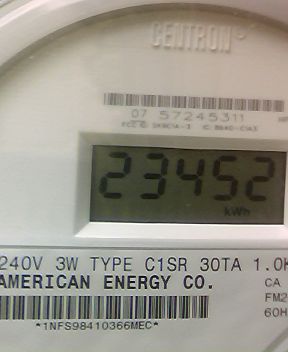 CENTRON®
07 57245311
23452
kWh
240V 3W TYPE C1SR 30TA 1.0K
AMERICAN ENERGY CO.
CA
FM2
60H
*1NFS98410366MEC*